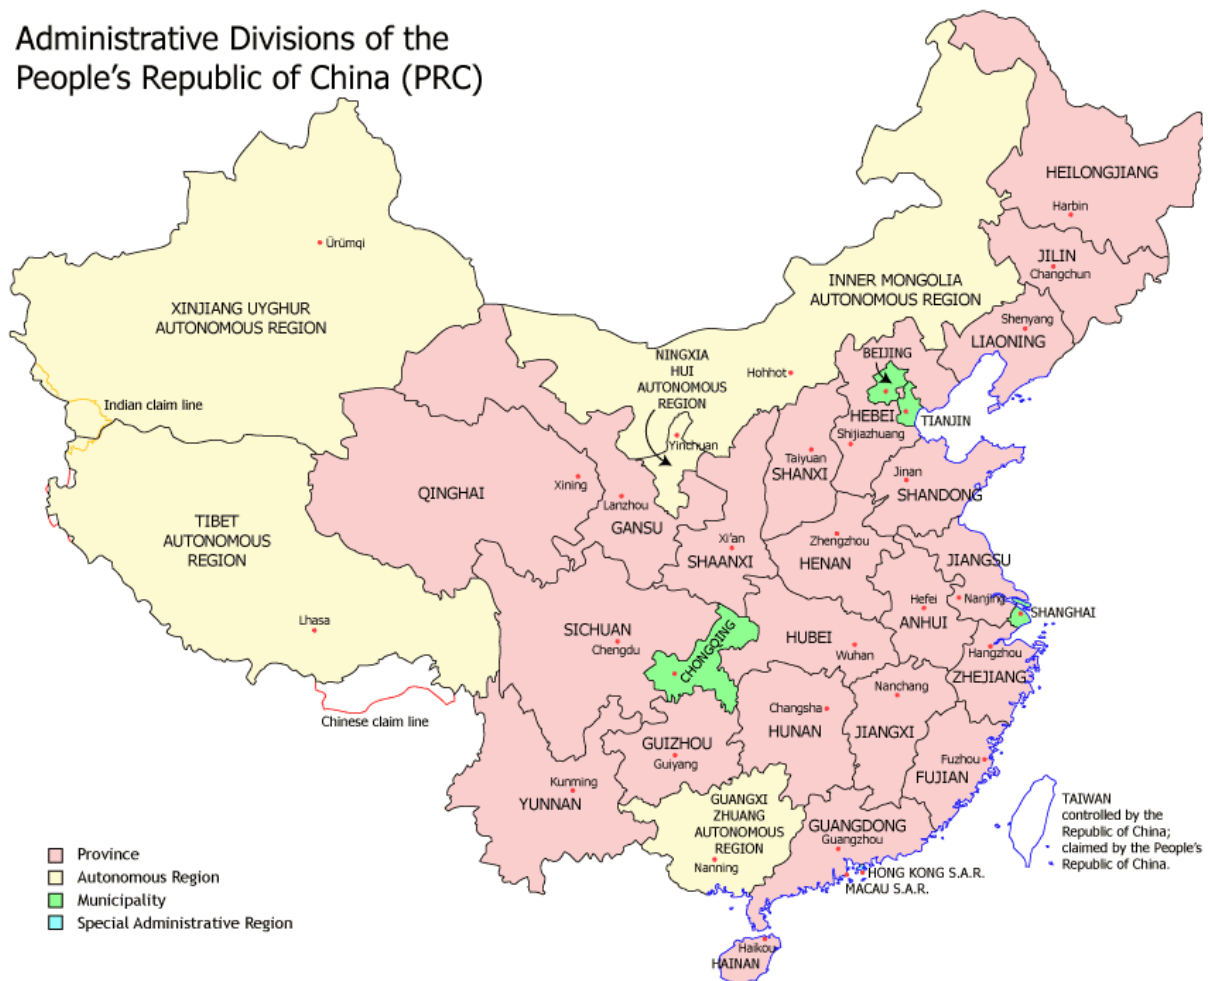 Administrative Divisions of the
People's Republic of China (PRC)
HEILONGJIANG
Harbin
JILIN
Changchun
Ürümqi
INNER MONGOLIA
AUTONOMOUS REGION
XINJIANG UYGHUR
AUTONOMOUS REGION
Shenyang
LIAONING
NINGXIA
HUI
AUTONOMOUS
REGION
BEIJING
Hohhot
Indian claim line
HEBEI
TIANJIN
Shijiazhuang
Yinchuan
Taiyuan
SHANXI
Jinan
SHANDONG
QINGHAI
Xining
Lanzhou
GANSU
TIBET
AUTONOMOUS
REGION
Xi'an
SHAANXI
Zhengzhou
HENAN
JIANGSU
Hefei
Nanjing
ANHUI
SHANGHAI
Lhasa
SICHUAN
Chengdu
CHONGQING
HUBEI
Wuhan
Hangzhou
ZHEJIANG
Nanchang
Chinese claim line
Changsha
HUNAN
JIANGXI
GUIZHOU
Guiyang
Fuzhou
FUJIAN
Kunming
YUNNAN
GUANGXI
ZHUANG
AUTONOMOUS
REGION
Nanning
GUANGDONG
Guangzhou
TAIWAN
controlled by the
Republic of China;
claimed by the People's
Republic of China.
HONG KONG S.A.R.
MACAU S.A.R.
Haikou
HAINAN
Province
Autonomous Region
Municipality
Special Administrative Region